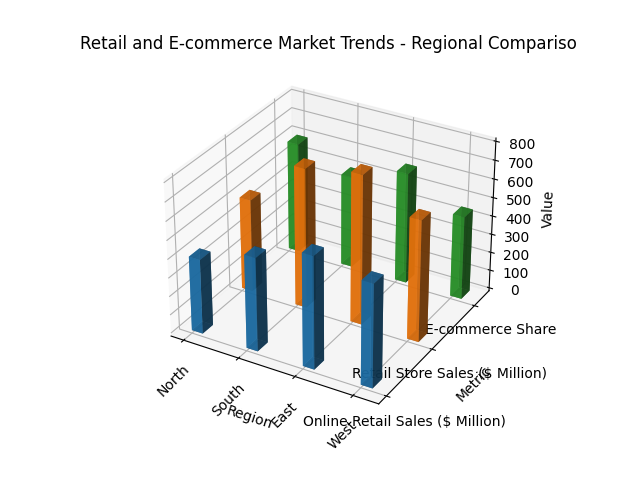 Retail and E-commerce Market Trends - Regional Compariso
800
700
600
500
400
300
200
100
0
Value
E-commerce Share
Retail Store Sales ($ Million)
Online Retail Sales ($ Million)
Metric
North
South
East
West
Region